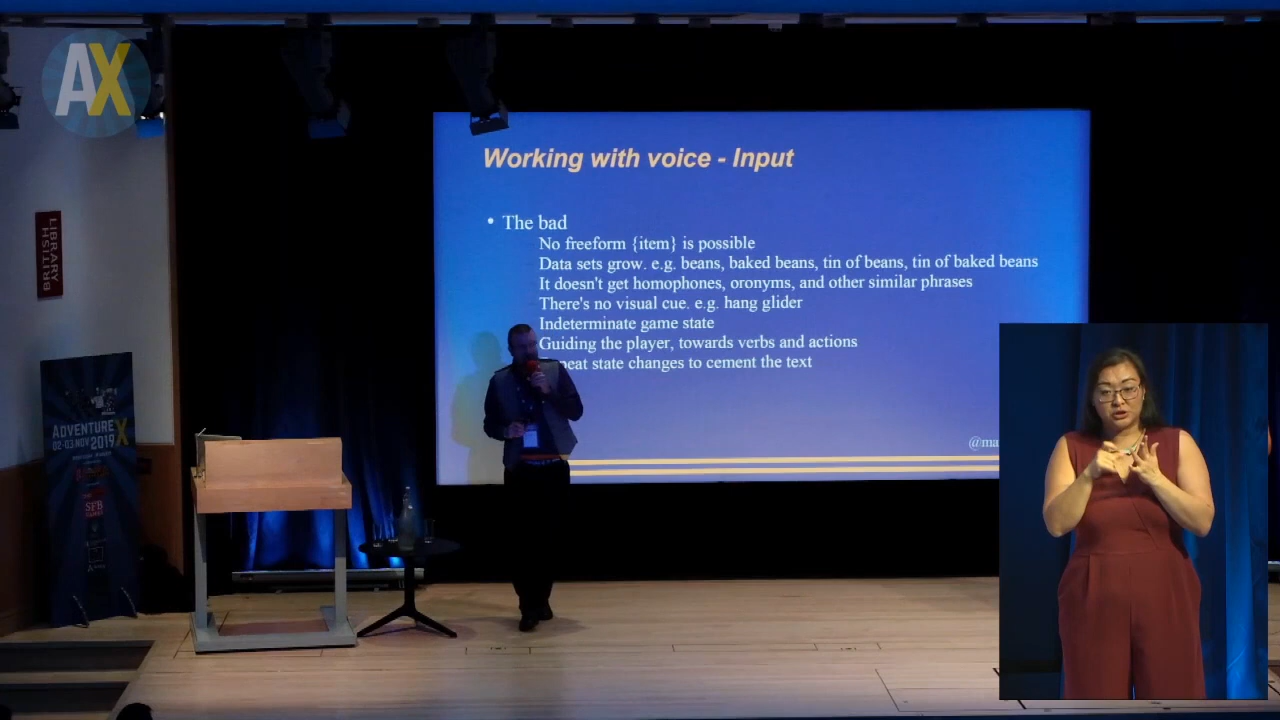 AX
Working with voice - Input
• The bad
No freeform {item} is possible
Data sets grow. e.g. beans, baked beans, tin of beans, tin of baked beans
It doesn't get homophones, oronyms, and other similar phrases
There's no visual cue. e.g. hang glider
Indeterminate game state
Guiding the player, towards verbs and actions
peat state changes to cement the text
@ma
BRITISH
LIBRARY
ADVENTUREX
02-03 NOV 2019
SFB